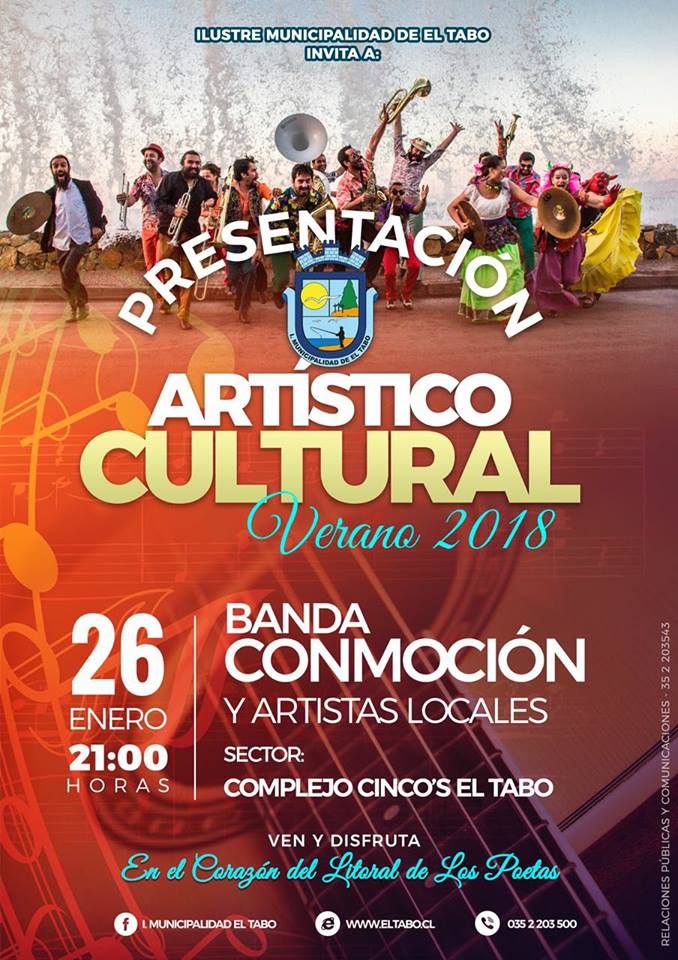 ILUSTRE MUNICIPALIDAD DE EL TABO
INVITA A:
PRESENTACIÓN
I. MUNICIPALIDAD DE EL TABO
ARTÍSTICO
CULTURAL
Verano 2018
26
ENERO
21:00
HORAS
BANDA
CONMOCIÓN
Y ARTISTAS LOCALES
SECTOR:
COMPLEJO CINCO'S EL TABO
VEN Y DISFRUTA
En el Corazón del Litoral de Los Poetas
I. MUNICIPALIDAD EL TABO
WWW.ELTABO.CL
035 2 203 500
RELACIONES PÚBLICAS Y COMUNICACIONES - 35 2 203543